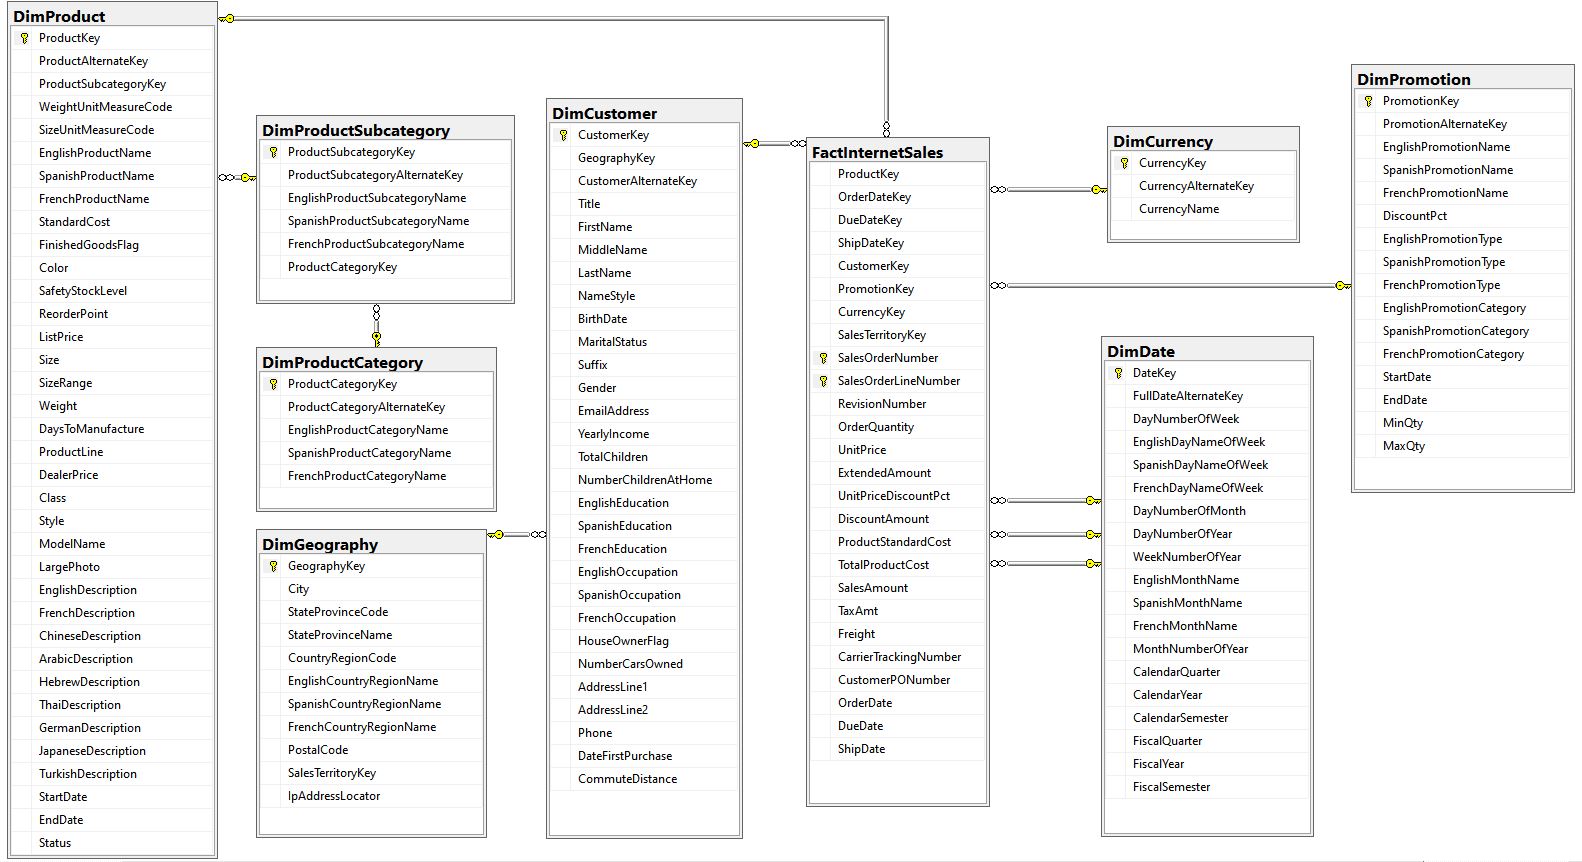 DimProduct
ProductKey
ProductAlternateKey
ProductSubcategoryKey
WeightUnitMeasureCode
SizeUnitMeasureCode
EnglishProductName
SpanishProductName
FrenchProductName
StandardCost
FinishedGoodsFlag
Color
SafetyStockLevel
ReorderPoint
ListPrice
Size
SizeRange
Weight
DaysToManufacture
ProductLine
DealerPrice
Class
Style
ModelName
LargePhoto
EnglishDescription
FrenchDescription
ChineseDescription
ArabicDescription
HebrewDescription
ThaiDescription
GermanDescription
JapaneseDescription
TurkishDescription
StartDate
EndDate
Status
DimProductSubcategory
ProductSubcategoryKey
ProductSubcategoryAlternateKey
EnglishProductSubcategoryName
SpanishProductSubcategoryName
FrenchProductSubcategoryName
ProductCategoryKey
DimProductCategory
ProductCategoryKey
ProductCategoryAlternateKey
EnglishProductCategoryName
SpanishProductCategoryName
FrenchProductCategoryName
DimGeography
GeographyKey
City
StateProvinceCode
StateProvinceName
CountryRegionCode
EnglishCountryRegionName
SpanishCountryRegionName
FrenchCountryRegionName
PostalCode
SalesTerritoryKey
IpAddressLocator
DimCustomer
CustomerKey
GeographyKey
CustomerAlternateKey
Title
FirstName
MiddleName
LastName
NameStyle
BirthDate
MaritalStatus
Suffix
Gender
EmailAddress
YearlyIncome
TotalChildren
NumberChildrenAtHome
EnglishEducation
SpanishEducation
FrenchEducation
EnglishOccupation
SpanishOccupation
FrenchOccupation
HouseOwnerFlag
NumberCarsOwned
AddressLine1
AddressLine2
Phone
DateFirstPurchase
CommuteDistance
FactInternetSales
ProductKey
OrderDateKey
DueDateKey
ShipDateKey
CustomerKey
PromotionKey
CurrencyKey
SalesTerritoryKey
SalesOrderNumber
SalesOrderLineNumber
RevisionNumber
OrderQuantity
UnitPrice
ExtendedAmount
UnitPriceDiscountPct
DiscountAmount
ProductStandardCost
TotalProductCost
SalesAmount
TaxAmt
Freight
CarrierTrackingNumber
CustomerPONumber
OrderDate
DueDate
ShipDate
DimCurrency
CurrencyKey
CurrencyAlternateKey
CurrencyName
DimDate
DateKey
FullDateAlternateKey
DayNumberOfWeek
EnglishDayNameOfWeek
SpanishDayNameOfWeek
FrenchDayNameOfWeek
DayNumberOfMonth
DayNumberOfYear
WeekNumberOfYear
EnglishMonthName
SpanishMonthName
FrenchMonthName
MonthNumberOfYear
CalendarQuarter
CalendarYear
CalendarSemester
FiscalQuarter
FiscalYear
FiscalSemester
DimPromotion
PromotionKey
PromotionAlternateKey
EnglishPromotionName
SpanishPromotionName
FrenchPromotionName
DiscountPct
EnglishPromotionType
SpanishPromotionType
FrenchPromotionType
EnglishPromotionCategory
SpanishPromotionCategory
FrenchPromotionCategory
StartDate
EndDate
MinQty
MaxQty